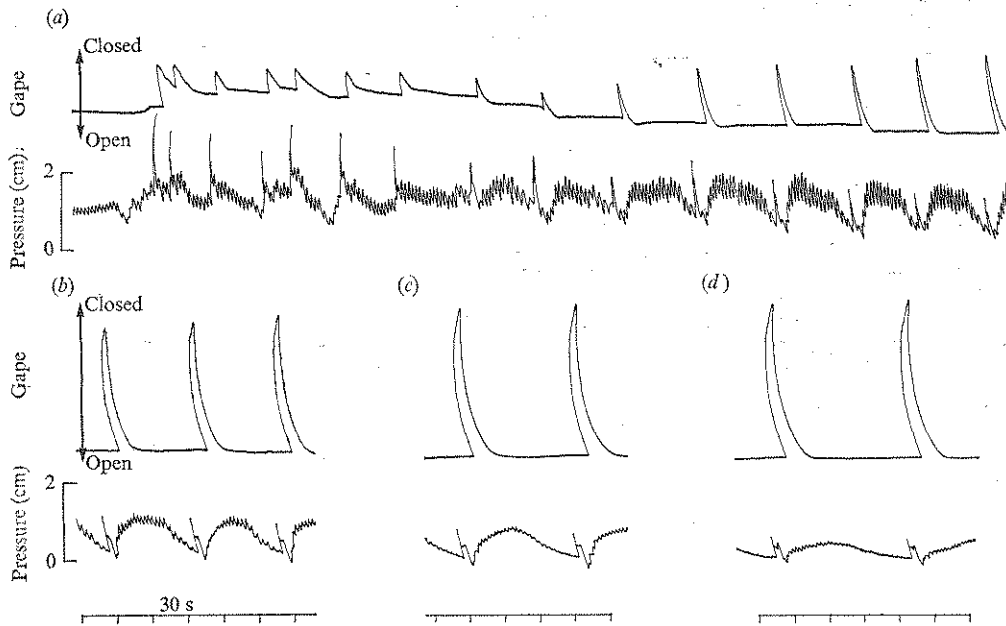 (a)
Closed
Gape
Open
Pressure (cm)
2
0
(b)
(c)
(d)
Closed
Gape
Open
Pressure (cm)
2
0
30 s